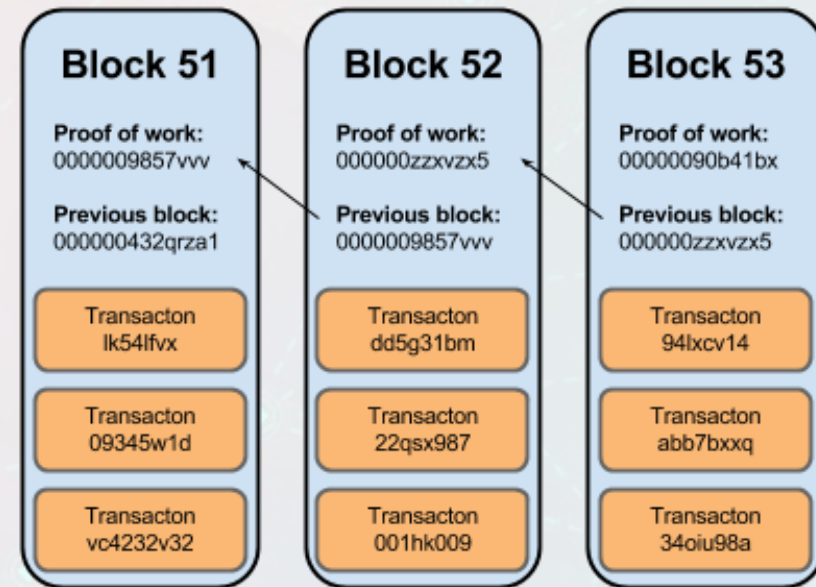 Block 51
Proof of work:
0000009857vvv
Previous block:
000000432qrza1
Transacton
lk54lfvx
Transacton
09345w1d
Transacton
vc4232v32
Block 52
Proof of work:
000000zzxvzx5
Previous block:
0000009857vvv
Transacton
dd5g31bm
Transacton
22qsx987
Transacton
001hk009
Block 53
Proof of work:
00000090b41bx
Previous block:
000000zzxvzx5
Transacton
94lxcv14
Transacton
abb7bxxq
Transacton
34oiu98a